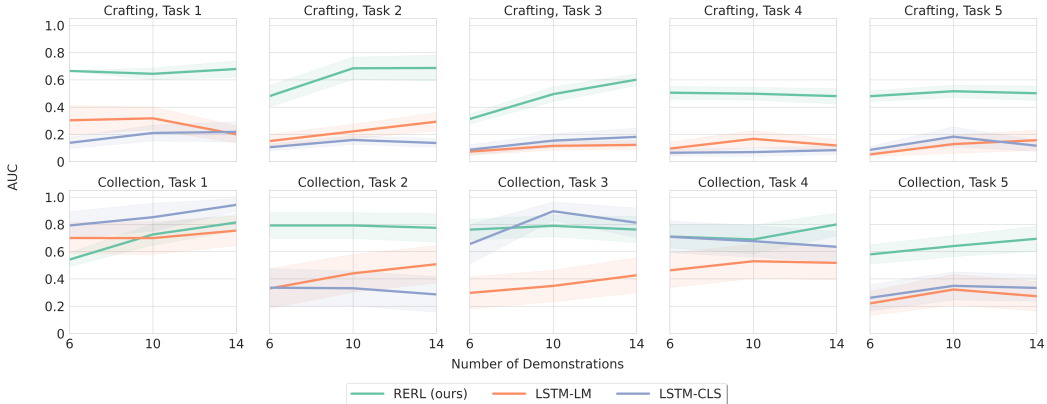 Crafting, Task 1 Crafting, Task 2 Crafting, Task 3 Crafting, Task 4 Crafting, Task 5
1.0
0.8
0.6
0.4
0.2
0
AUC
Collection, Task 1 Collection, Task 2 Collection, Task 3 Collection, Task 4 Collection, Task 5
1.0
0.8
0.6
0.4
0.2
0
6 10 14 6 10 14 6 10 14 6 10 14 6 10 14
Number of Demonstrations
RERL (ours) LSTM-LM LSTM-CLS